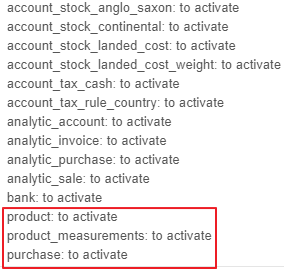 account_stock_anglo_saxon: to activate
account_stock_continental: to activate
account_stock_landed_cost: to activate
account_stock_landed_cost_weight: to activate
account_tax_cash: to activate
account_tax_rule_country: to activate
analytic_account: to activate
analytic_invoice: to activate
analytic_purchase: to activate
analytic_sale: to activate
bank: to activate
product: to activate
product_measurements: to activate
purchase: to activate